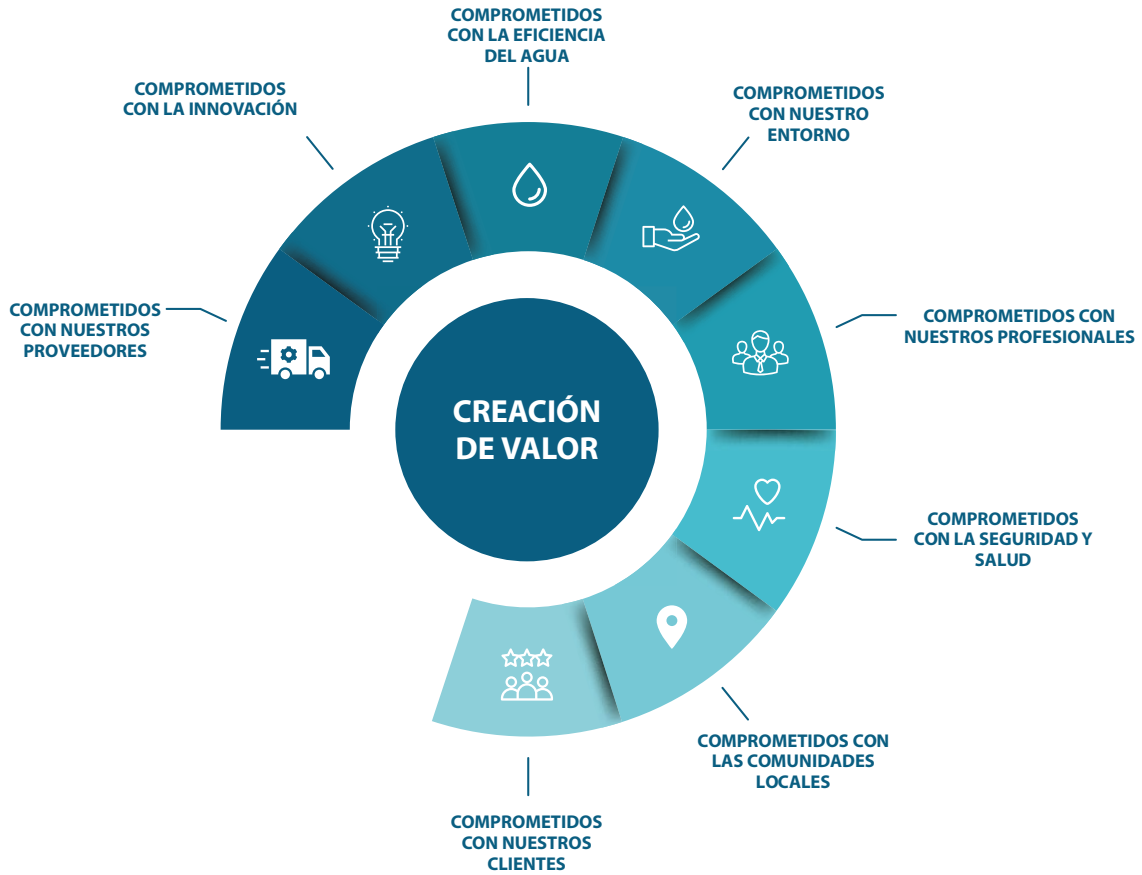 COMPROMETIDOS
CON LA EFICIENCIA
DEL AGUA
COMPROMETIDOS
CON LA INNOVACIÓN
COMPROMETIDOS
CON NUESTRO
ENTORNO
COMPROMETIDOS
CON NUESTROS
PROVEEDORES
COMPROMETIDOS CON
NUESTROS PROFESIONALES
CREACIÓN
DE VALOR
COMPROMETIDOS
CON LA SEGURIDAD Y
SALUD
COMPROMETIDOS CON
LAS COMUNIDADES
LOCALES
COMPROMETIDOS
CON NUESTROS
CLIENTES